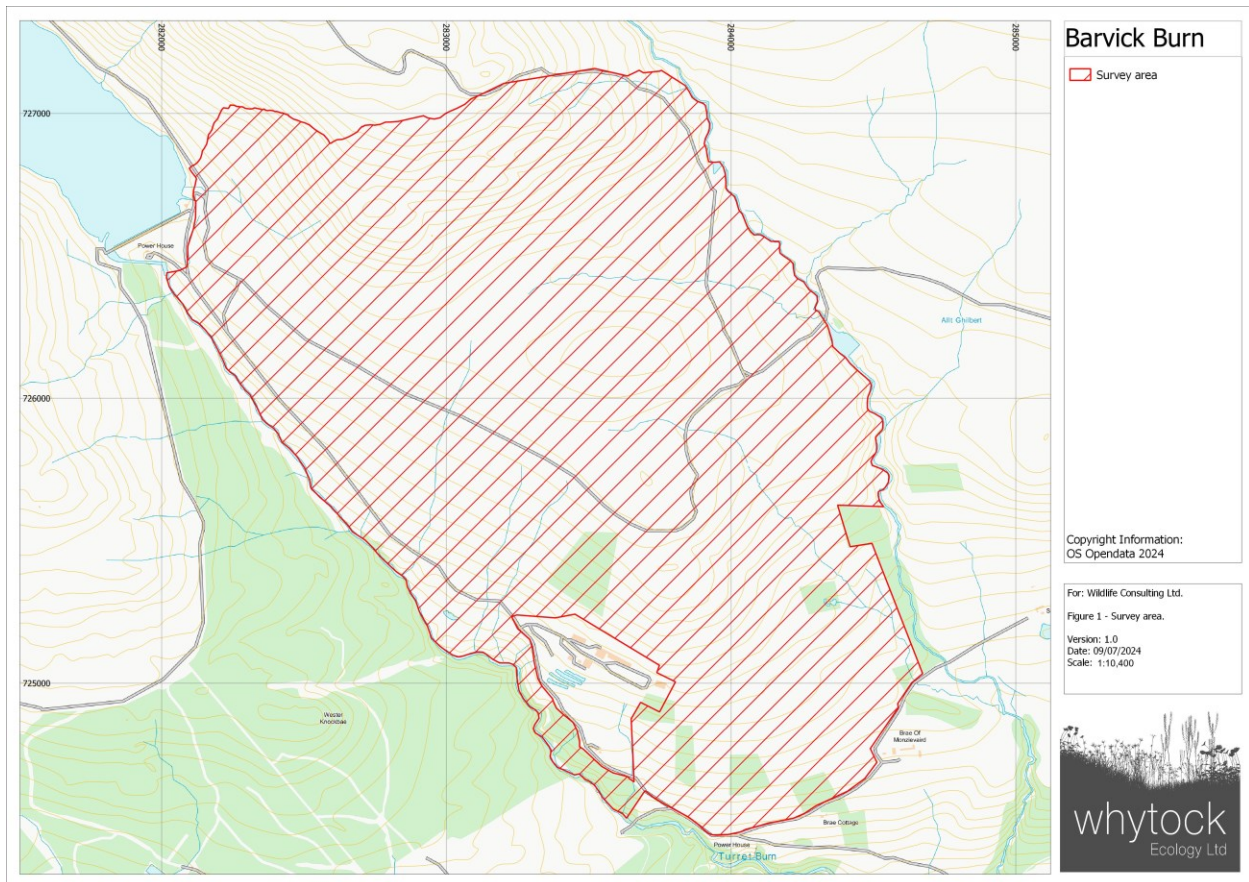 282000
283000
284000
285000
727000
726000
725000
Power House
Allt Ghilbert
Wester
Knockbae
Brae Of
Monzievaird
Brae Cottage
Power House
Turret Burn
S
Barvick Burn
Survey area
Copyright Information:
OS Opendata 2024
For: Wildlife Consulting Ltd.
Figure 1 - Survey area.
Version: 1.0
Date: 09/07/2024
Scale: 1:10,400
whytock
Ecology Ltd